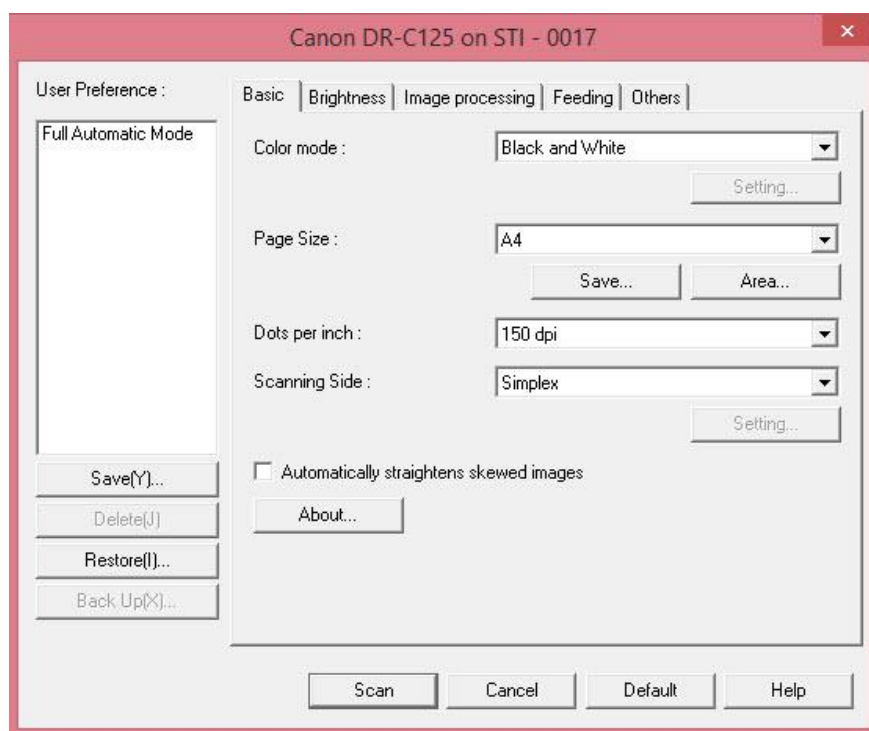 Canon DR-C125 on STI - 0017
User Preference :
Full Automatic Mode
Save(Y)...
Delete(J)
Restore(I)...
Back Up(X)...
Basic Brightness Image processing Feeding Others
Color mode : Black and White
Setting...
Page Size : A4
Save... Area...
Dots per inch : 150 dpi
Scanning Side : Simplex
Setting...
Automatically straightens skewed images
About...
Scan Cancel Default Help